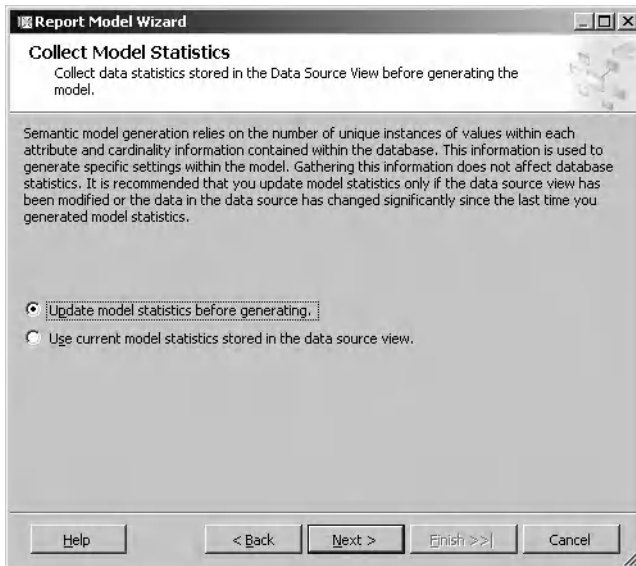 Report Model Wizard
Collect Model Statistics
Collect data statistics stored in the Data Source View before generating the
model.
Semantic model generation relies on the number of unique instances of values within each
attribute and cardinality information contained within the database. This information is used to
generate specific settings within the model. Gathering this information does not affect database
statistics. It is recommended that you update model statistics only if the data source view has
been modified or the data in the data source has changed significantly since the last time you
generated model statistics.
Update model statistics before generating.
Use current model statistics stored in the data source view.
Help
< Back
Next >
Finish >>|
Cancel